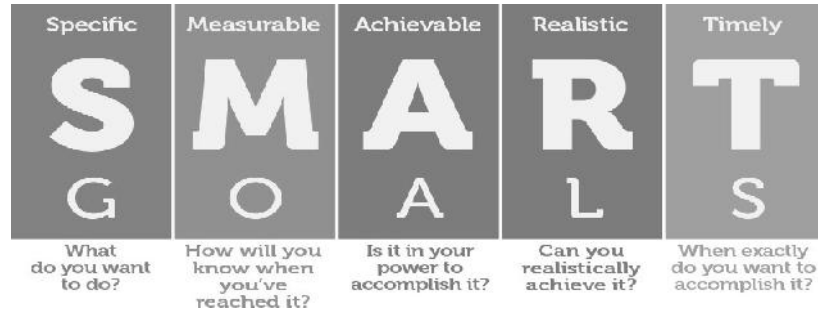 Specific Measurable Achievable Realistic Timely
S M A R T
G O A L S
What
do you want
to do?
How will you
know when
you've
reached it?
Is it in your
power to
accomplish it?
Can you
realistically
achieve it?
When exactly
do you want to
accomplish it?